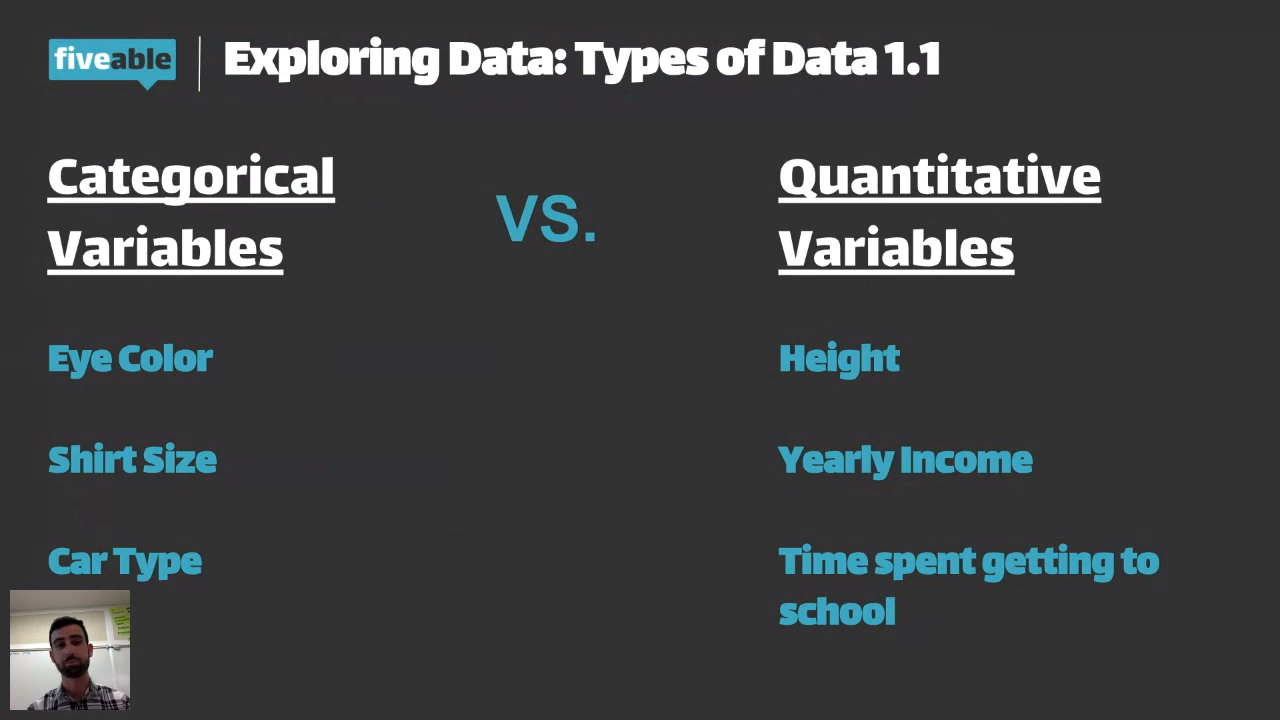 fiveable
Exploring Data: Types of Data 1.1
Categorical
Variables
VS.
Quantitative
Variables
Eye Color
Height
Shirt Size
Yearly Income
Car Type
Time spent getting to
school